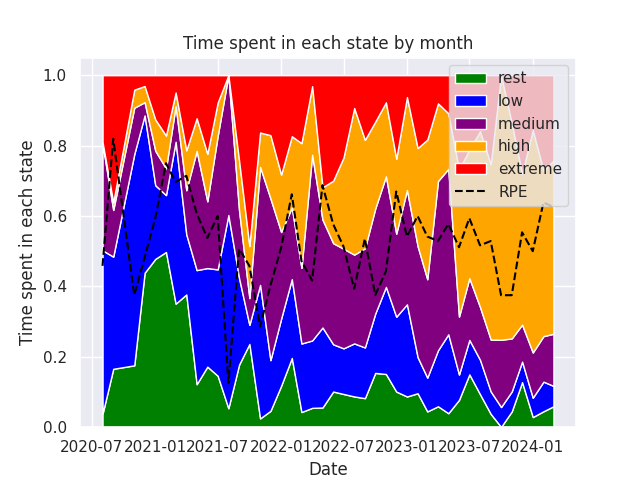 Time spent in each state by month
1.0
0.8
0.6
0.4
0.2
0.0
Time spent in each state
rest
low
medium
high
extreme
RPE
2020-07
2021-01
2021-07
2022-01
2022-07
2023-01
2023-07
2024-01
Date